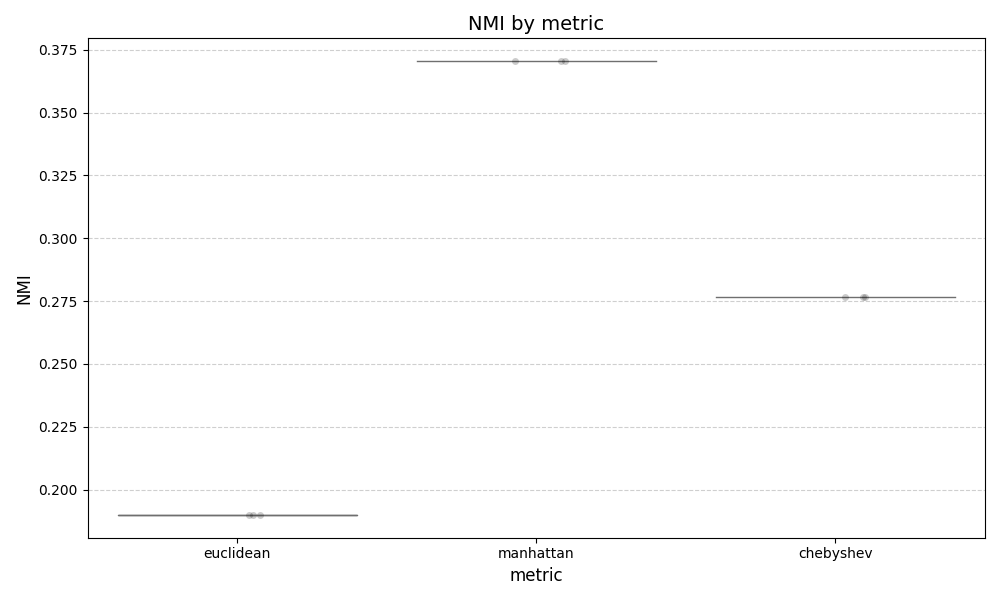 NMI by metric
NMI
0.375
0.350
0.325
0.300
0.275
0.250
0.225
0.200
euclidean
manhattan
chebyshev
metric